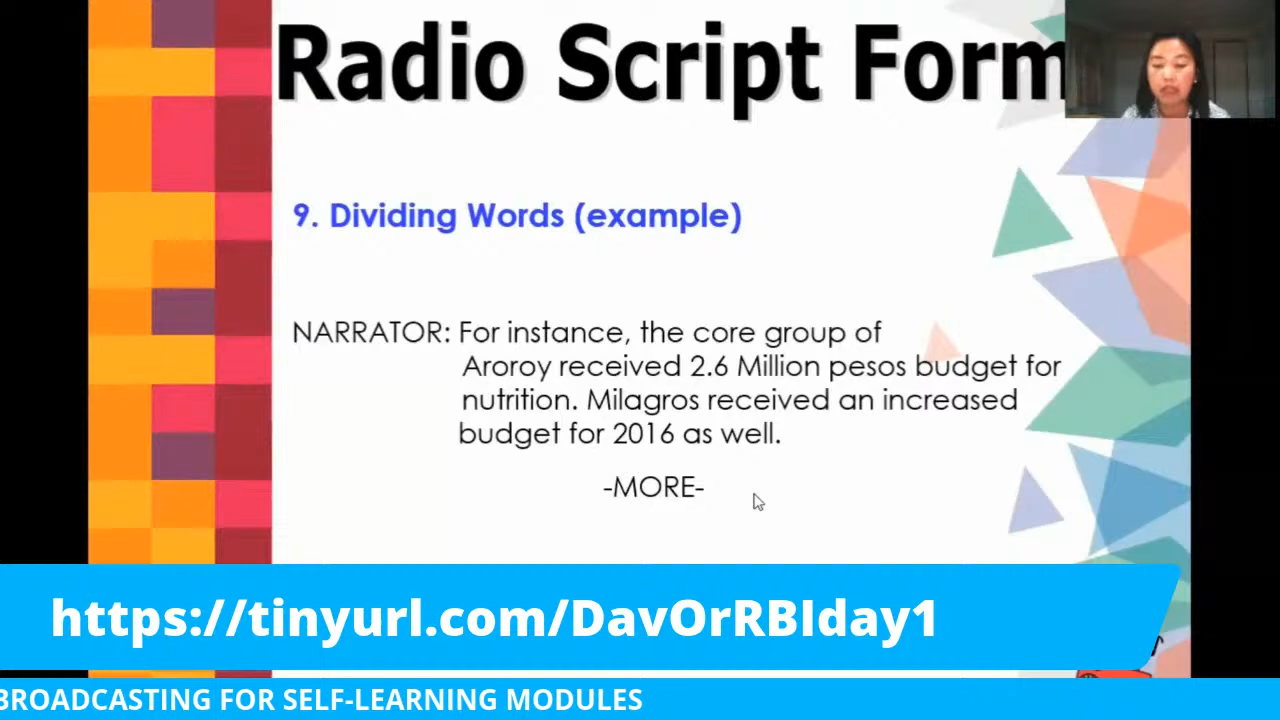 Radio Script Form
9. Dividing Words (example)
NARRATOR: For instance, the core group of
Aroroy received 2.6 Million pesos budget for
nutrition. Milagros received an increased
budget for 2016 as well.
-MORE-
https://tinyurl.com/DavOrRBIday1
BROADCASTING FOR SELF-LEARNING MODULES